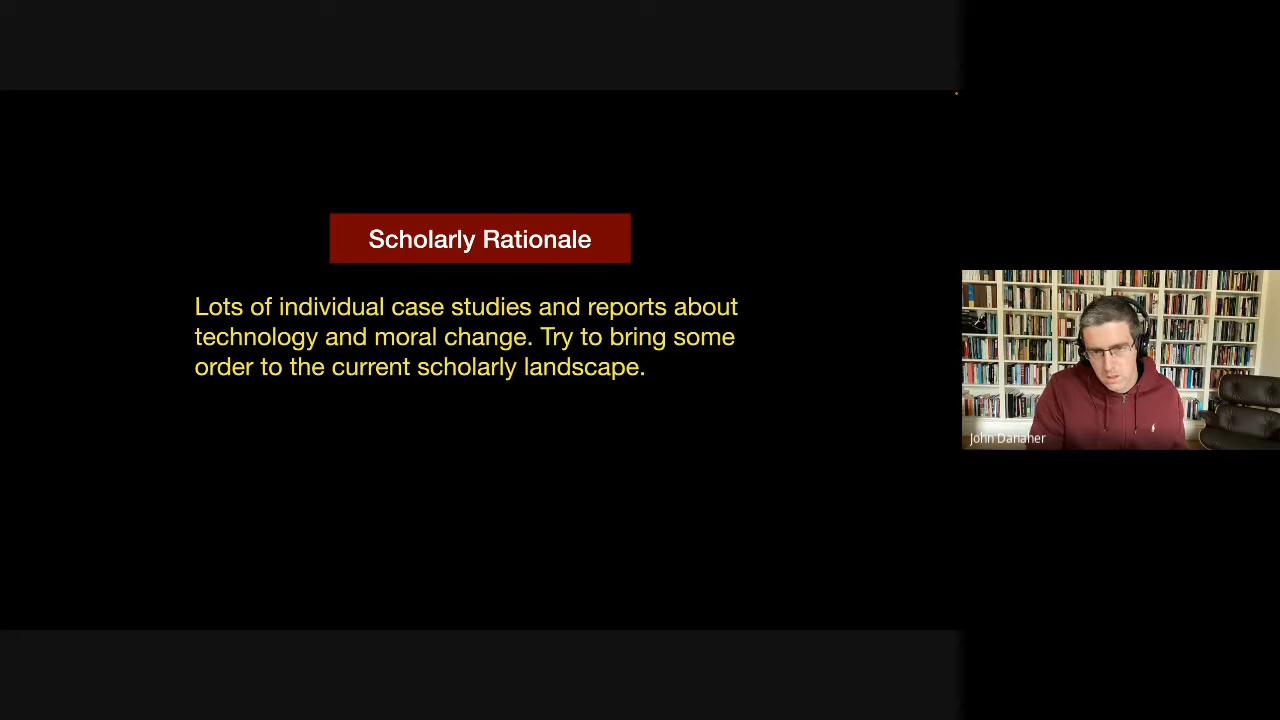 Scholarly Rationale
Lots of individual case studies and reports about
technology and moral change. Try to bring some
order to the current scholarly landscape.
John Danaher